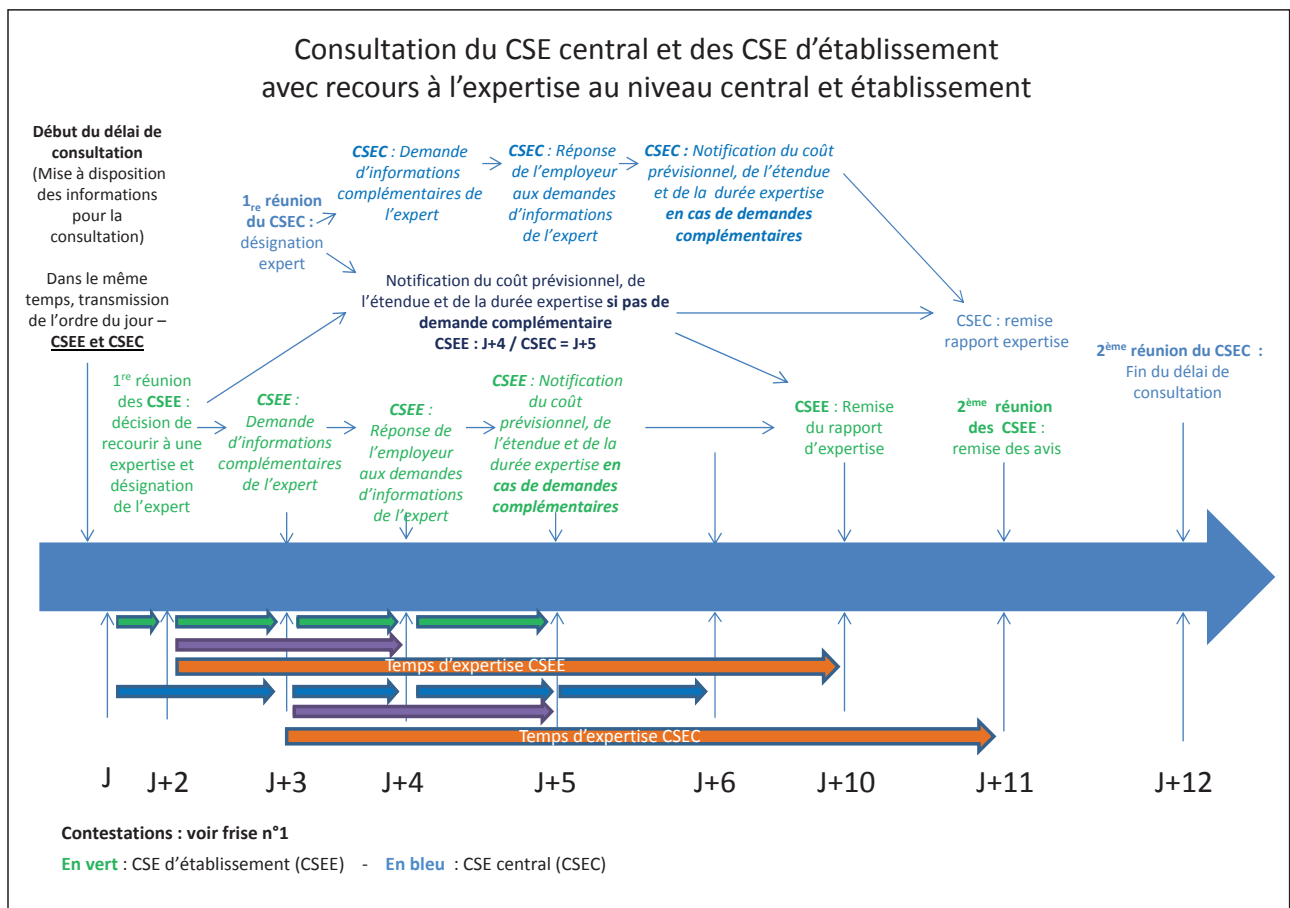 Consultation du CSE central et des CSE d'établissement
avec recours à l'expertise au niveau central et établissement
Début du délai de
consultation
(Mise à disposition
des informations
pour la
consultation)
Dans le même
temps, transmission
de l'ordre du jour –
CSEE et CSEC
1re réunion
du CSEC :
désignation
expert
CSEC : Demande
d'informations
complémentaires de
l'expert
CSEC : Réponse
de l'employeur
aux demandes
d'informations
de l'expert
CSEC : Notification du coût
prévisionnel, de l'étendue
et de la durée expertise
en cas de demandes
complémentaires
Notification du coût prévisionnel, de
l'étendue et de la durée expertise si pas de
demande complémentaire
CSEE : J+4 / CSEC = J+5
CSEC : remise
rapport expertise
2ème réunion du CSEC :
Fin du délai de
consultation
1re réunion
des CSEE :
décision de
recourir à une
expertise et
désignation
de l'expert
CSEE :
Demande
d'informations
complémentaires
de l'expert
CSEE :
Réponse de
l'employeur
aux demandes
d'informations
de l'expert
CSEE : Notification
du coût
prévisionnel, de
l'étendue et de la
durée expertise en
cas de demandes
complémentaires
CSEE : Remise
du rapport
d'expertise
2ème réunion
des CSEE :
remise des avis
Temps d'expertise CSEE
Temps d'expertise CSEC
J J+2 J+3 J+4 J+5 J+6 J+10 J+11 J+12
Contestations : voir frise n°1
En vert : CSE d'établissement (CSEE) - En bleu : CSE central (CSEC)